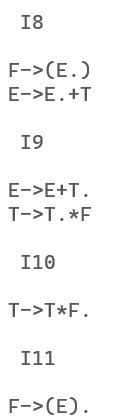 I8
F->(E.)
E->E.+T
I9
E->E+T.
T->T.*F
I10
T->T*F.
I11
F->(E).